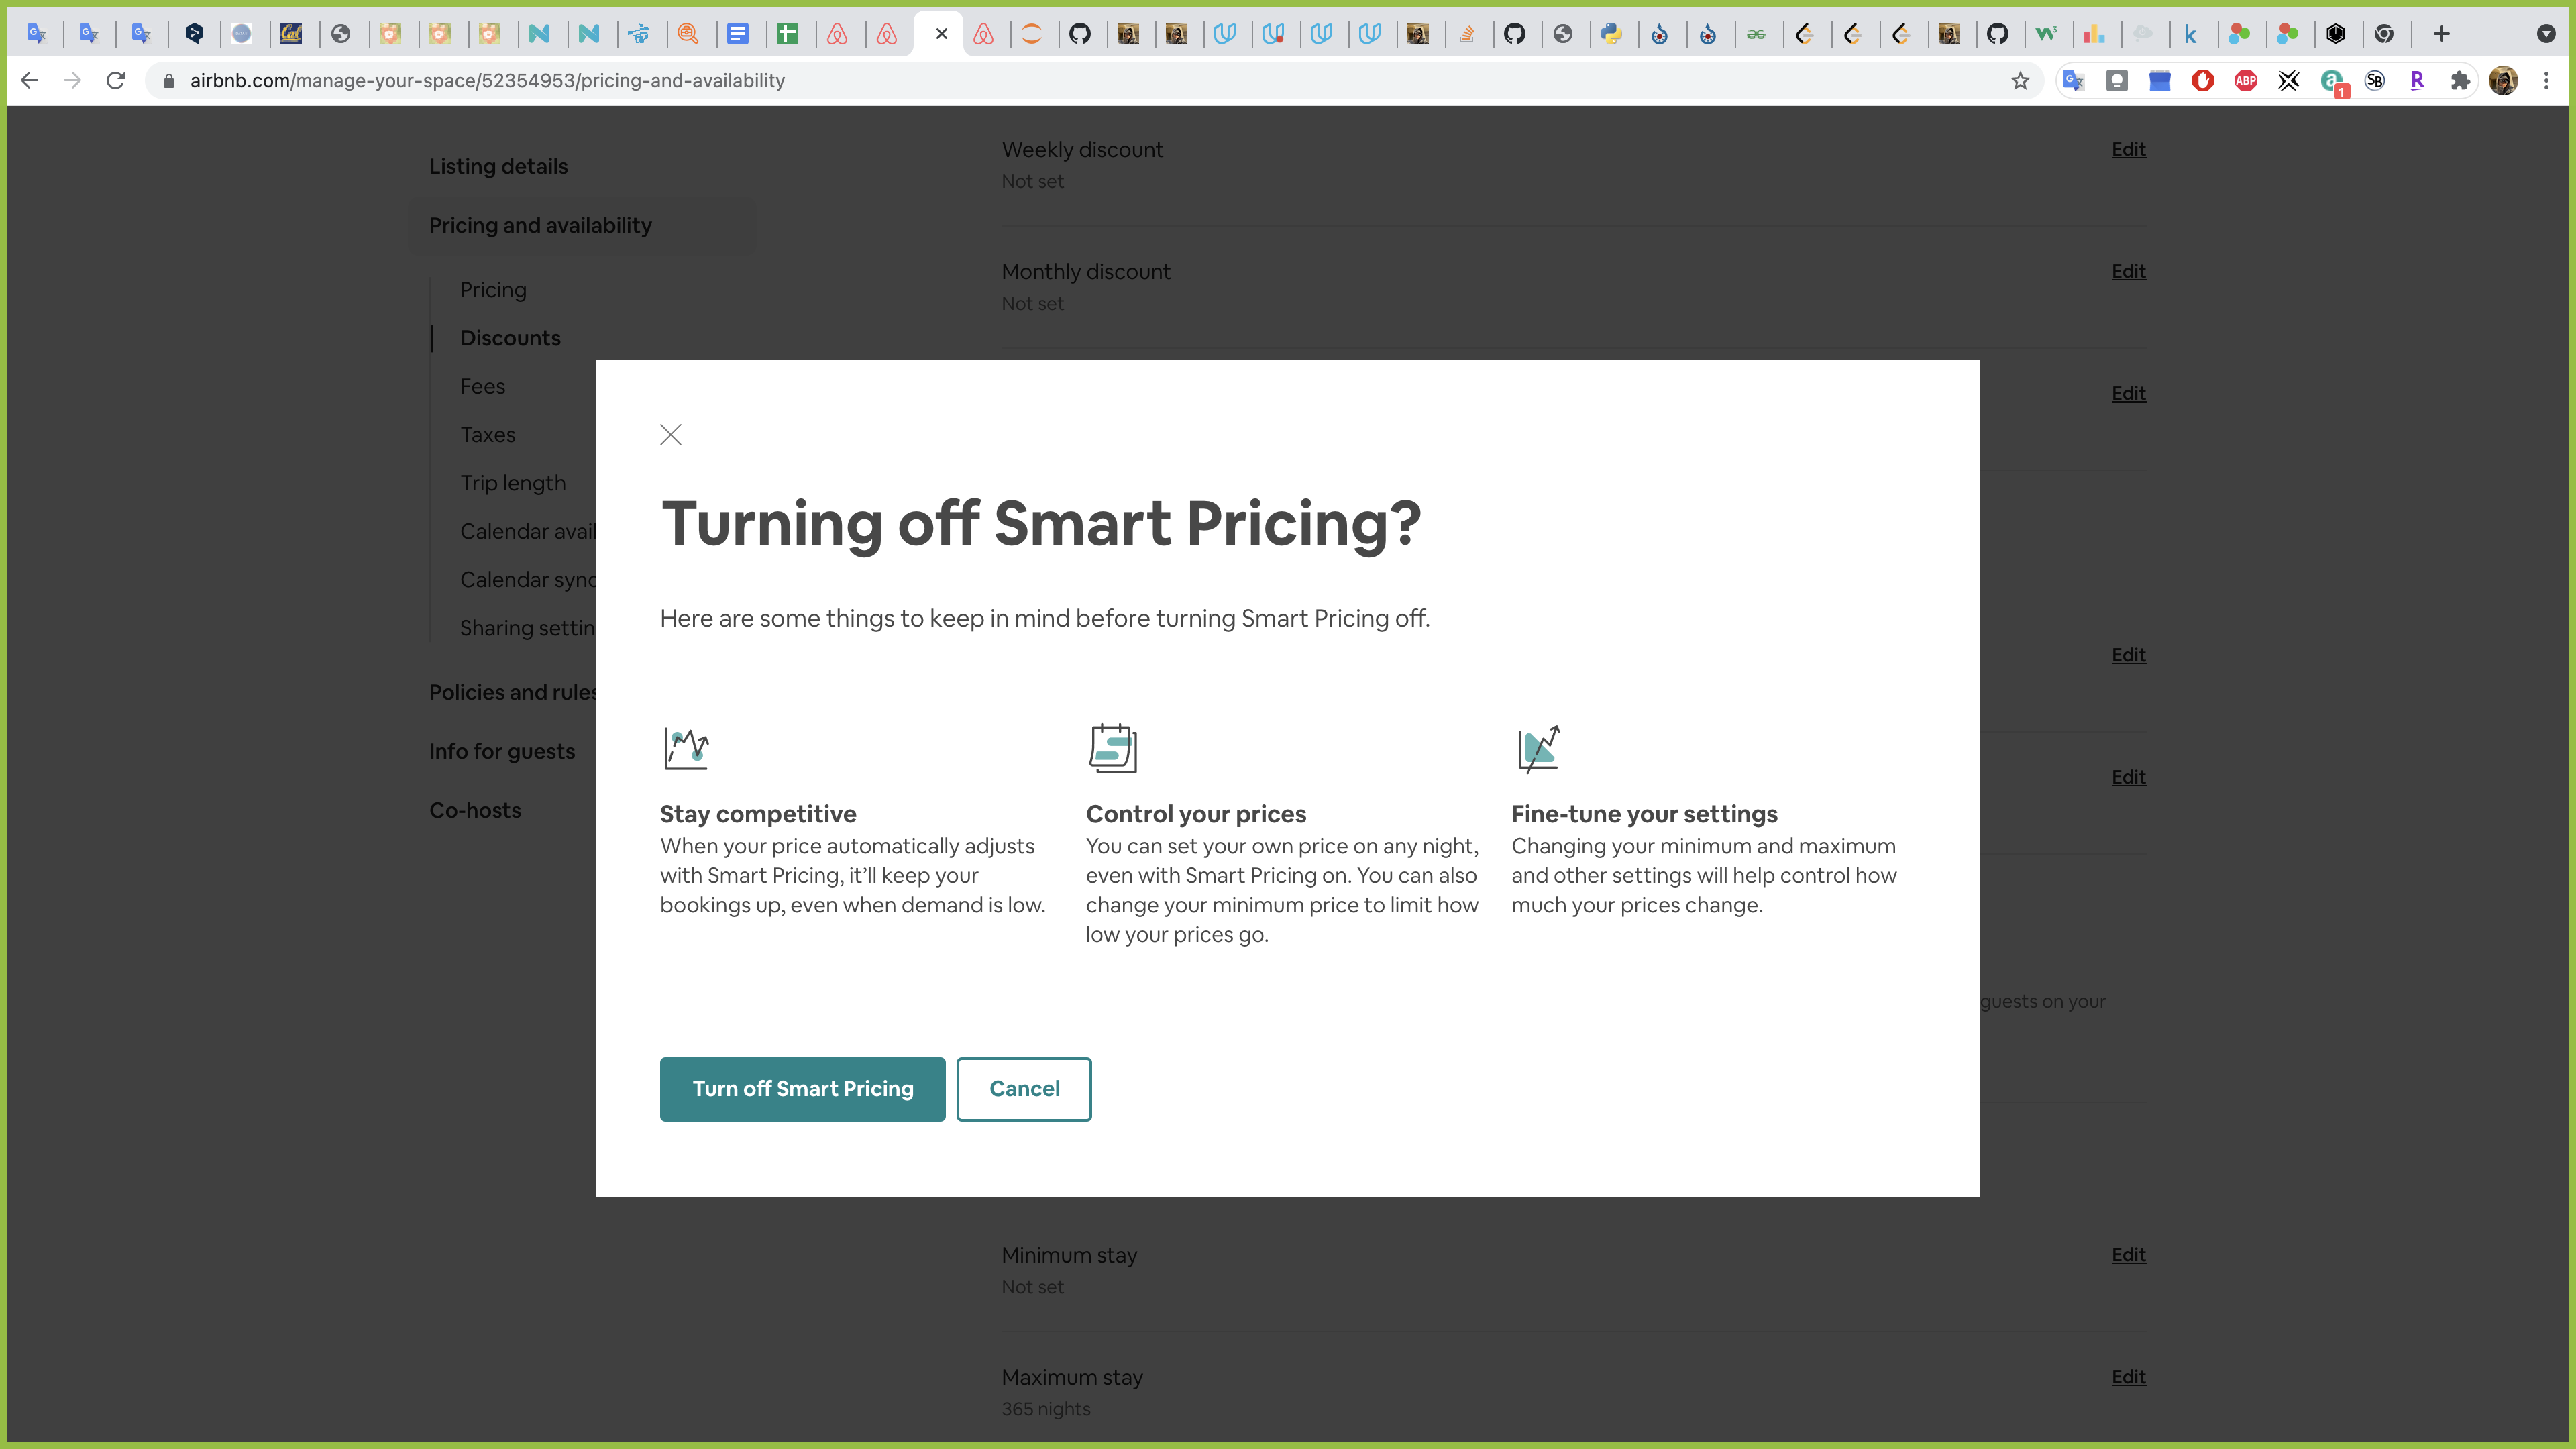 airbnb.com/manage-your-space/52354953/pricing-and-availability
ABP
1
SB
R
Listing details
Pricing and availability
Pricing
Discounts
Fees
Taxes
Trip length
Calendar avail
Calendar sync
Sharing settin
Policies and rules
Info for guests
Co-hosts
Weekly discount
Edit
Not set
Monthly discount
Edit
Not set
Edit
Turning off Smart Pricing?
Here are some things to keep in mind before turning Smart Pricing off.
Edit
Edit
Stay competitive
When your price automatically adjusts
with Smart Pricing, it’ll keep your
bookings up, even when demand is low.
Control your prices
You can set your own price on any night,
even with Smart Pricing on. You can also
change your minimum price to limit how
low your prices go.
Fine-tune your settings
Changing your minimum and maximum
and other settings will help control how
much your prices change.
guests on your
Turn off Smart Pricing
Cancel
Minimum stay
Edit
Not set
Maximum stay
Edit
365 nights